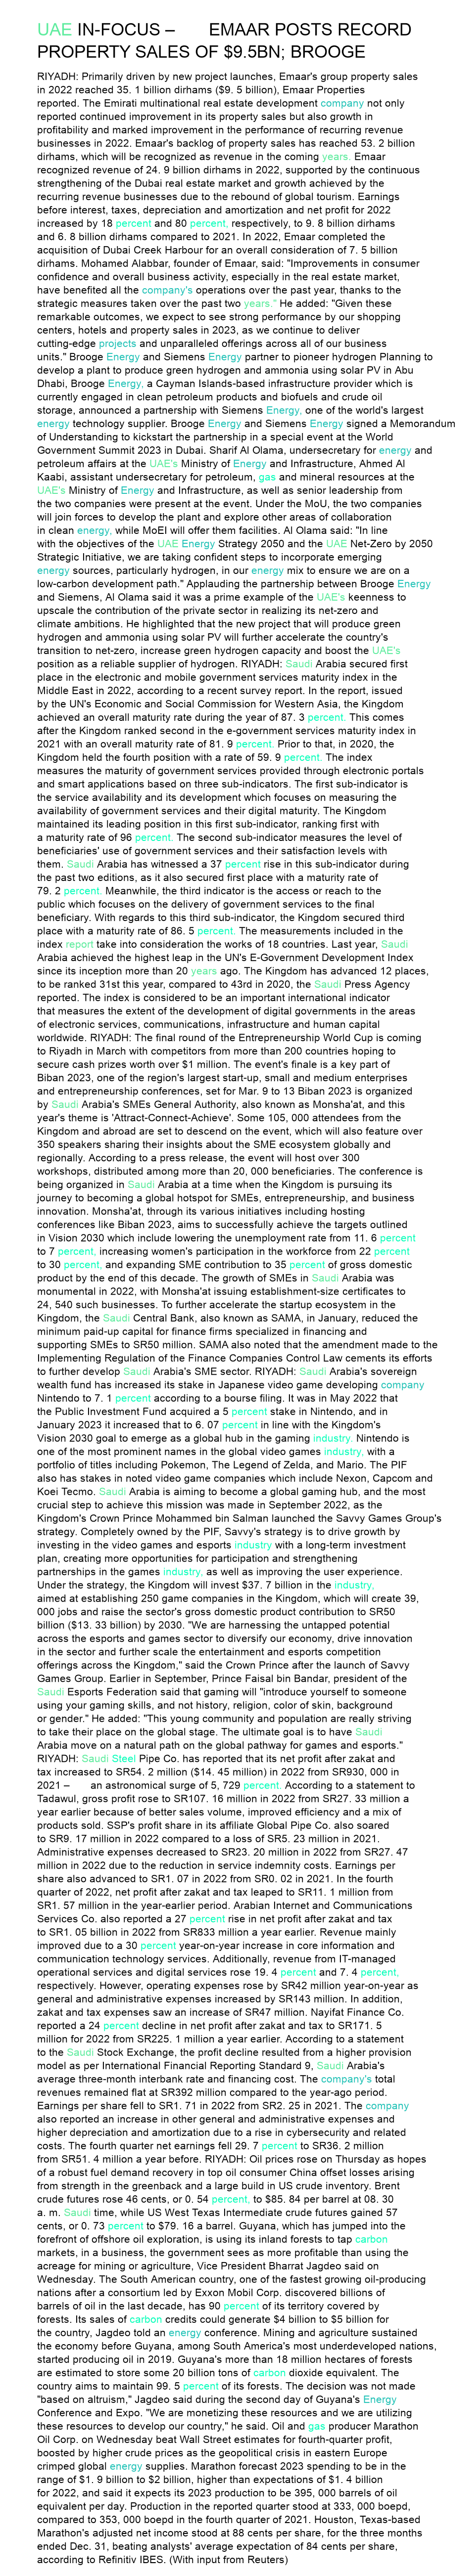 UAE IN-FOCUS – EMAAR POSTS RECORD
PROPERTY SALES OF $9.5BN; BROOGE
RIYADH: Primarily driven by new project launches, Emaar's group property sales
in 2022 reached 35. 1 billion dirhams ($9. 5 billion), Emaar Properties
reported. The Emirati multinational real estate development company not only
reported continued improvement in its property sales but also growth in
profitability and marked improvement in the performance of recurring revenue
businesses in 2022. Emaar's backlog of property sales has reached 53. 2 billion
dirhams, which will be recognized as revenue in the coming years. Emaar
recognized revenue of 24. 9 billion dirhams in 2022, supported by the continuous
strengthening of the Dubai real estate market and growth achieved by the
recurring revenue businesses due to the rebound of global tourism. Earnings
before interest, taxes, depreciation and amortization and net profit for 2022
increased by 18 percent and 80 percent, respectively, to 9. 8 billion dirhams
and 6. 8 billion dirhams compared to 2021. In 2022, Emaar completed the
acquisition of Dubai Creek Harbour for an overall consideration of 7. 5 billion
dirhams. Mohamed Alabbar, founder of Emaar, said: "Improvements in consumer
confidence and overall business activity, especially in the real estate market,
have benefited all the company's operations over the past year, thanks to the
strategic measures taken over the past two years." He added: "Given these
remarkable outcomes, we expect to see strong performance by our shopping
centers, hotels and property sales in 2023, as we continue to deliver
cutting-edge projects and unparalleled offerings across all of our business
units." Brooge Energy and Siemens Energy partner to pioneer hydrogen Planning to
develop a plant to produce green hydrogen and ammonia using solar PV in Abu
Dhabi, Brooge Energy, a Cayman Islands-based infrastructure provider which is
currently engaged in clean petroleum products and biofuels and crude oil
storage, announced a partnership with Siemens Energy, one of the world's largest
energy technology supplier. Brooge Energy and Siemens Energy signed a Memorandum
of Understanding to kickstart the partnership in a special event at the World
Government Summit 2023 in Dubai. Sharif Al Olama, undersecretary for energy and
petroleum affairs at the UAE's Ministry of Energy and Infrastructure, Ahmed Al
Kaabi, assistant undersecretary for petroleum, gas and mineral resources at the
UAE's Ministry of Energy and Infrastructure, as well as senior leadership from
the two companies were present at the event. Under the MoU, the two companies
will join forces to develop the plant and explore other areas of collaboration
in clean energy, while MoEI will offer them facilities. Al Olama said: "In line
with the objectives of the UAE Energy Strategy 2050 and the UAE Net-Zero by 2050
Strategic Initiative, we are taking confident steps to incorporate emerging
energy sources, particularly hydrogen, in our energy mix to ensure we are on a
low-carbon development path." Applauding the partnership between Brooge Energy
and Siemens, Al Olama said it was a prime example of the UAE's keenness to
upscale the contribution of the private sector in realizing its net-zero and
climate ambitions. He highlighted that the new project that will produce green
hydrogen and ammonia using solar PV will further accelerate the country's
transition to net-zero, increase green hydrogen capacity and boost the UAE's
position as a reliable supplier of hydrogen. RIYADH: Saudi Arabia secured first
place in the electronic and mobile government services maturity index in the
Middle East in 2022, according to a recent survey report. In the report, issued
by the UN's Economic and Social Commission for Western Asia, the Kingdom
achieved an overall maturity rate during the year of 87. 3 percent. This comes
after the Kingdom ranked second in the e-government services maturity index in
2021 with an overall maturity rate of 81. 9 percent. Prior to that, in 2020, the
Kingdom held the fourth position with a rate of 59. 9 percent. The index
measures the maturity of government services provided through electronic portals
and smart applications based on three sub-indicators. The first sub-indicator is
the service availability and its development which focuses on measuring the
availability of government services and their digital maturity. The Kingdom
maintained its leading position in this first sub-indicator, ranking first with
a maturity rate of 96 percent. The second sub-indicator measures the level of
beneficiaries' use of government services and their satisfaction levels with
them. Saudi Arabia has witnessed a 37 percent rise in this sub-indicator during
the past two editions, as it also secured first place with a maturity rate of
79. 2 percent. Meanwhile, the third indicator is the access or reach to the
public which focuses on the delivery of government services to the final
beneficiary. With regards to this third sub-indicator, the Kingdom secured third
place with a maturity rate of 86. 5 percent. The measurements included in the
index report take into consideration the works of 18 countries. Last year, Saudi
Arabia achieved the highest leap in the UN's E-Government Development Index
since its inception more than 20 years ago. The Kingdom has advanced 12 places,
to be ranked 31st this year, compared to 43rd in 2020, the Saudi Press Agency
reported. The index is considered to be an important international indicator
that measures the extent of the development of digital governments in the areas
of electronic services, communications, infrastructure and human capital
worldwide. RIYADH: The final round of the Entrepreneurship World Cup is coming
to Riyadh in March with competitors from more than 200 countries hoping to
secure cash prizes worth over $1 million. The event's finale is a key part of
Biban 2023, one of the region's largest start-up, small and medium enterprises
and entrepreneurship conferences, set for Mar. 9 to 13 Biban 2023 is organized
by Saudi Arabia's SMEs General Authority, also known as Monsha'at, and this
year's theme is 'Attract-Connect-Achieve'. Some 105, 000 attendees from the
Kingdom and abroad are set to descend on the event, which will also feature over
350 speakers sharing their insights about the SME ecosystem globally and
regionally. According to a press release, the event will host over 300
workshops, distributed among more than 20, 000 beneficiaries. The conference is
being organized in Saudi Arabia at a time when the Kingdom is pursuing its
journey to becoming a global hotspot for SMEs, entrepreneurship, and business
innovation. Monsha'at, through its various initiatives including hosting
conferences like Biban 2023, aims to successfully achieve the targets outlined
in Vision 2030 which include lowering the unemployment rate from 11. 6 percent
to 7 percent, increasing women's participation in the workforce from 22 percent
to 30 percent, and expanding SME contribution to 35 percent of gross domestic
product by the end of this decade. The growth of SMEs in Saudi Arabia was
monumental in 2022, with Monsha'at issuing establishment-size certificates to
24, 540 such businesses. To further accelerate the startup ecosystem in the
Kingdom, the Saudi Central Bank, also known as SAMA, in January, reduced the
minimum paid-up capital for finance firms specialized in financing and
supporting SMEs to SR50 million. SAMA also noted that the amendment made to the
Implementing Regulation of the Finance Companies Control Law cements its efforts
to further develop Saudi Arabia's SME sector. RIYADH: Saudi Arabia's sovereign
wealth fund has increased its stake in Japanese video game developing company
Nintendo to 7. 1 percent according to a bourse filing. It was in May 2022 that
the Public Investment Fund acquired a 5 percent stake in Nintendo, and in
January 2023 it increased that to 6. 07 percent in line with the Kingdom's
Vision 2030 goal to emerge as a global hub in the gaming industry. Nintendo is
one of the most prominent names in the global video games industry, with a
portfolio of titles including Pokemon, The Legend of Zelda, and Mario. The PIF
also has stakes in noted video game companies which include Nexon, Capcom and
Koei Tecmo. Saudi Arabia is aiming to become a global gaming hub, and the most
crucial step to achieve this mission was made in September 2022, as the
Kingdom's Crown Prince Mohammed bin Salman launched the Savvy Games Group's
strategy. Completely owned by the PIF, Savvy's strategy is to drive growth by
investing in the video games and esports industry with a long-term investment
plan, creating more opportunities for participation and strengthening
partnerships in the games industry, as well as improving the user experience.
Under the strategy, the Kingdom will invest $37. 7 billion in the industry,
aimed at establishing 250 game companies in the Kingdom, which will create 39,
000 jobs and raise the sector's gross domestic product contribution to SR50
billion ($13. 33 billion) by 2030. "We are harnessing the untapped potential
across the esports and games sector to diversify our economy, drive innovation
in the sector and further scale the entertainment and esports competition
offerings across the Kingdom," said the Crown Prince after the launch of Savvy
Games Group. Earlier in September, Prince Faisal bin Bandar, president of the
Saudi Esports Federation said that gaming will "introduce yourself to someone
using your gaming skills, and not history, religion, color of skin, background
or gender." He added: "This young community and population are really striving
to take their place on the global stage. The ultimate goal is to have Saudi
Arabia move on a natural path on the global pathway for games and esports."
RIYADH: Saudi Steel Pipe Co. has reported that its net profit after zakat and
tax increased to SR54. 2 million ($14. 45 million) in 2022 from SR930, 000 in
2021 – an astronomical surge of 5, 729 percent. According to a statement to
Tadawul, gross profit rose to SR107. 16 million in 2022 from SR27. 33 million a
year earlier because of better sales volume, improved efficiency and a mix of
products sold. SSP's profit share in its affiliate Global Pipe Co. also soared
to SR9. 17 million in 2022 compared to a loss of SR5. 23 million in 2021.
Administrative expenses decreased to SR23. 20 million in 2022 from SR27. 47
million in 2022 due to the reduction in service indemnity costs. Earnings per
share also advanced to SR1. 07 in 2022 from SR0. 02 in 2021. In the fourth
quarter of 2022, net profit after zakat and tax leaped to SR11. 1 million from
SR1. 57 million in the year-earlier period. Arabian Internet and Communications
Services Co. also reported a 27 percent rise in net profit after zakat and tax
to SR1. 05 billion in 2022 from SR833 million a year earlier. Revenue mainly
improved due to a 30 percent year-on-year increase in core information and
communication technology services. Additionally, revenue from IT-managed
operational services and digital services rose 19. 4 percent and 7. 4 percent,
respectively. However, operating expenses rose by SR42 million year-on-year as
general and administrative expenses increased by SR143 million. In addition,
zakat and tax expenses saw an increase of SR47 million. Nayifat Finance Co.
reported a 24 percent decline in net profit after zakat and tax to SR171. 5
million for 2022 from SR225. 1 million a year earlier. According to a statement
to the Saudi Stock Exchange, the profit decline resulted from a higher provision
model as per International Financial Reporting Standard 9, Saudi Arabia's
average three-month interbank rate and financing cost. The company's total
revenues remained flat at SR392 million compared to the year-ago period.
Earnings per share fell to SR1. 71 in 2022 from SR2. 25 in 2021. The company
also reported an increase in other general and administrative expenses and
higher depreciation and amortization due to a rise in cybersecurity and related
costs. The fourth quarter net earnings fell 29. 7 percent to SR36. 2 million
from SR51. 4 million a year before. RIYADH: Oil prices rose on Thursday as hopes
of a robust fuel demand recovery in top oil consumer China offset losses arising
from strength in the greenback and a large build in US crude inventory. Brent
crude futures rose 46 cents, or 0. 54 percent, to $85. 84 per barrel at 08. 30
a. m. Saudi time, while US West Texas Intermediate crude futures gained 57
cents, or 0. 73 percent to $79. 16 a barrel. Guyana, which has jumped into the
forefront of offshore oil exploration, is using its inland forests to tap carbon
markets, in a business, the government sees as more profitable than using the
acreage for mining or agriculture, Vice President Bharrat Jagdeo said on
Wednesday. The South American country, one of the fastest growing oil-producing
nations after a consortium led by Exxon Mobil Corp. discovered billions of
barrels of oil in the last decade, has 90 percent of its territory covered by
forests. Its sales of carbon credits could generate $4 billion to $5 billion for
the country, Jagdeo told an energy conference. Mining and agriculture sustained
the economy before Guyana, among South America's most underdeveloped nations,
started producing oil in 2019. Guyana's more than 18 million hectares of forests
are estimated to store some 20 billion tons of carbon dioxide equivalent. The
country aims to maintain 99. 5 percent of its forests. The decision was not made
"based on altruism," Jagdeo said during the second day of Guyana's Energy
Conference and Expo. "We are monetizing these resources and we are utilizing
these resources to develop our country," he said. Oil and gas producer Marathon
Oil Corp. on Wednesday beat Wall Street estimates for fourth-quarter profit,
boosted by higher crude prices as the geopolitical crisis in eastern Europe
crimped global energy supplies. Marathon forecast 2023 spending to be in the
range of $1. 9 billion to $2 billion, higher than expectations of $1. 4 billion
for 2022, and said it expects its 2023 production to be 395, 000 barrels of oil
equivalent per day. Production in the reported quarter stood at 333, 000 boepd,
compared to 353, 000 boepd in the fourth quarter of 2021. Houston, Texas-based
Marathon's adjusted net income stood at 88 cents per share, for the three months
ended Dec. 31, beating analysts' average expectation of 84 cents per share,
according to Refinitiv IBES. (With input from Reuters)